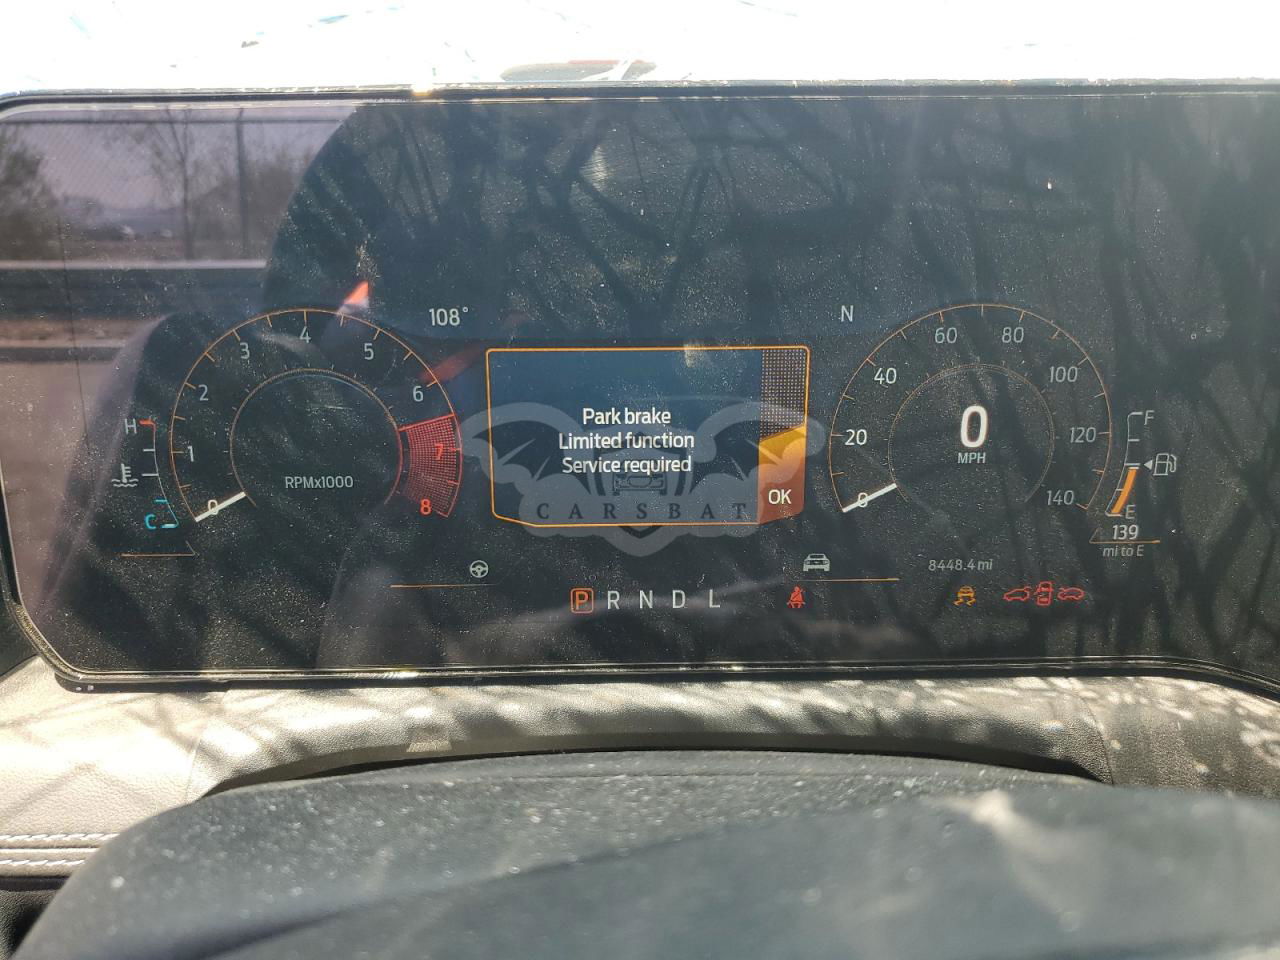 108°
N
4
3
5
2
6
1
7
0
8
RPMx1000
H
C
Park brake
Limited function
Service required
OK
CARSBAT
60
80
40
100
20
120
0
140
0
MPH
F
E
139
mi to E
8448.4 mi
P R N D L